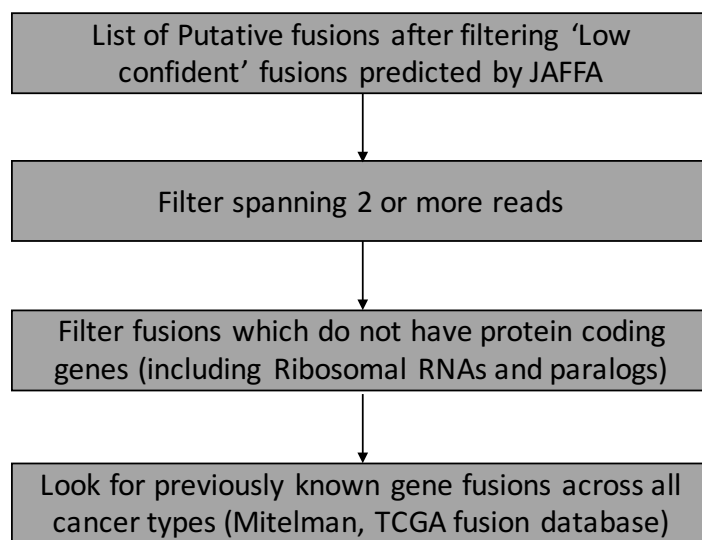 List of Putative fusions after filtering ‘Low
confident’ fusions predicted by JAFFA
Filter spanning 2 or more reads
Filter fusions which do not have protein coding
genes (including Ribosomal RNAs and paralogs)
Look for previously known gene fusions across all
cancer types (Mitelman, TCGA fusion database)